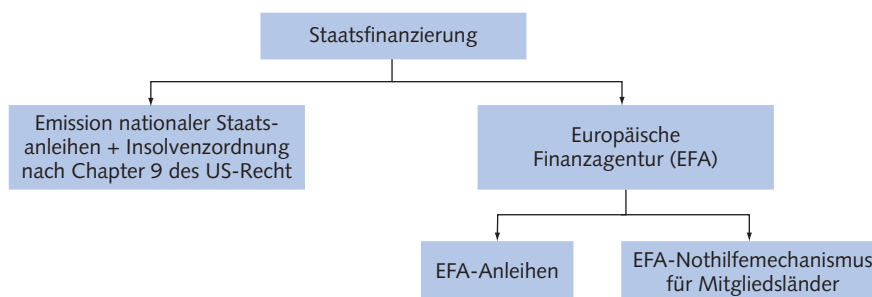 Staatsfinanzierung
Emission nationaler Staats-
anleihen + Insolvenzordnung
nach Chapter 9 des US-Recht
Europäische
Finanzagentur (EFA)
EFA-Anleihen
EFA-Nothilfemechanismus
für Mitgliedsländer